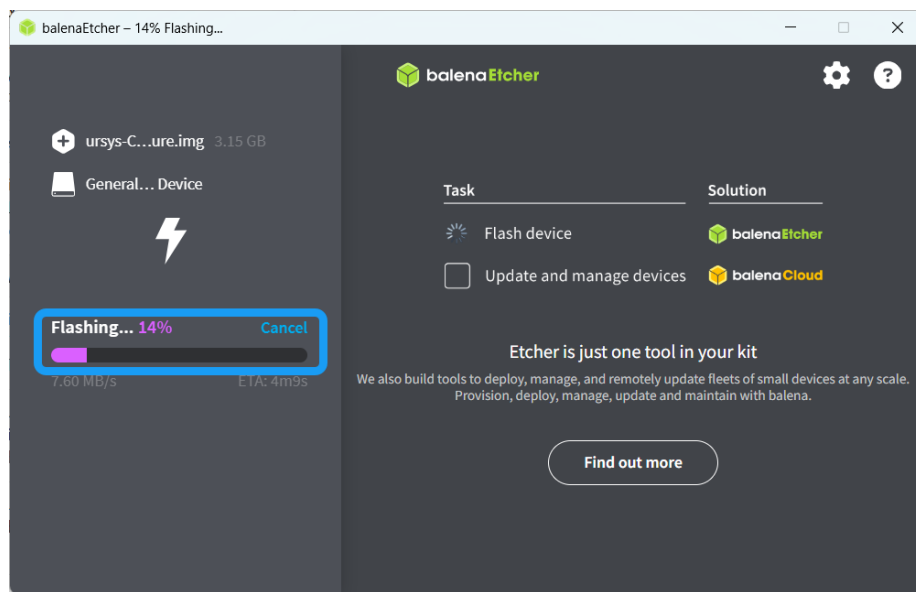 balenaEtcher – 14% Flashing...
balenaEtcher
ursys-C...ure.img 3.15 GB
General... Device
Task Solution
Flash device balenaEtcher
Update and manage devices balenaCloud
Flashing... 14% Cancel
7.60 MB/s ETA: 4m9s
Etcher is just one tool in your kit
We also build tools to deploy, manage, and remotely update fleets of small devices at any scale.
Provision, deploy, manage, update and maintain with balena.
Find out more